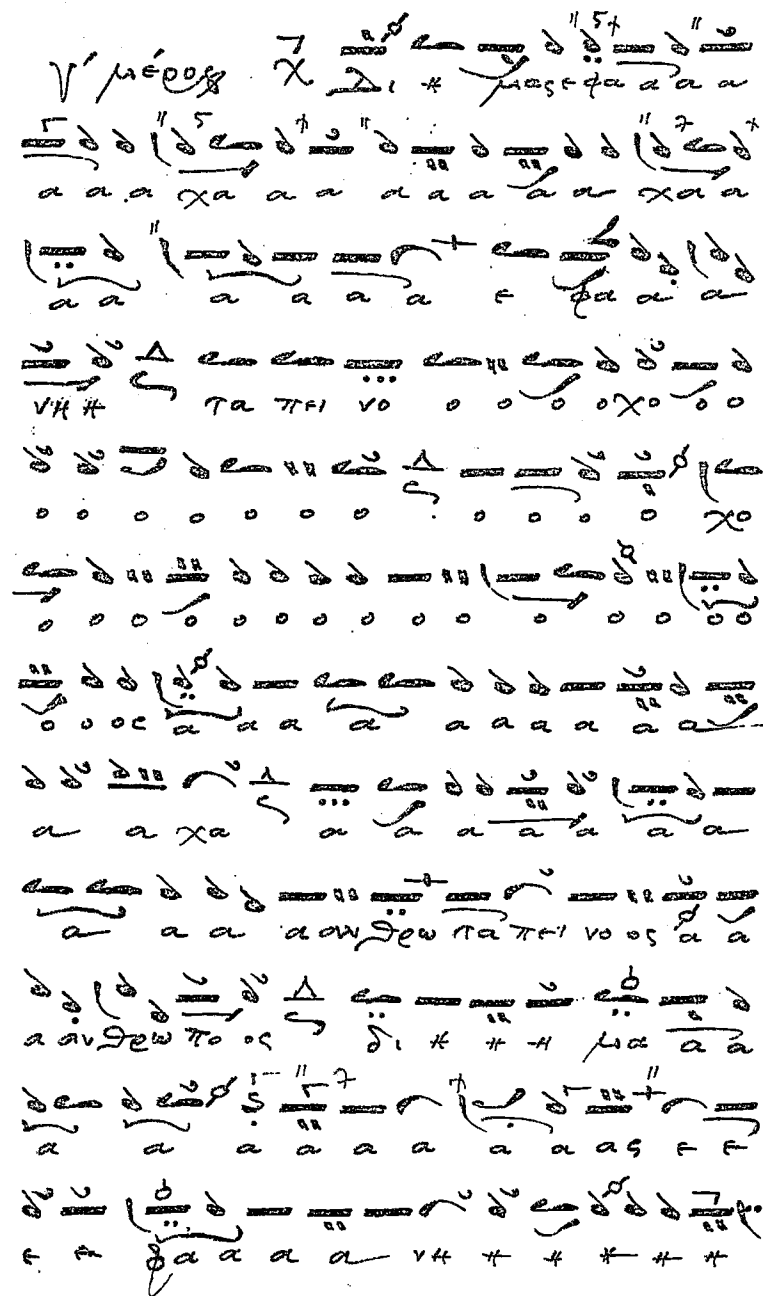 γ' μέρος Δι η μας ε φα α α α
α α α χα α α α α α α α χα α α
α α α α α α ε φα α α
νη η τα πει νο ο ο ο ο χο ο ο
ο ο ο ο ο ο ο ο ο ο ο χο
ο ο ο ο ο ο ο ο ο ο ο ο ο ο
ο ο ος α α α α α α α α α α
α α χα α α α α α α α
α α α α αν θρω τα πει νο ος α α
α αν θρω πο ος δι η η η μα α α
α α α α α α α α ας ε ε
ε ε φα α α α νη η η η η η